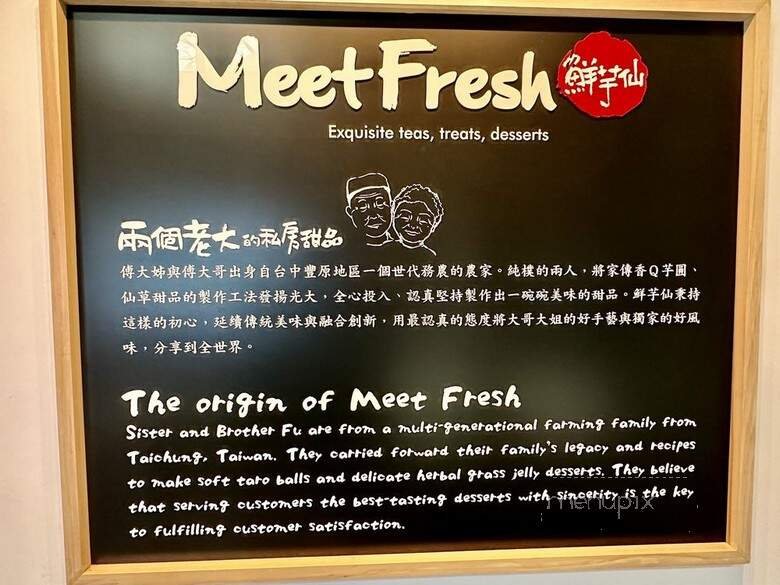 Meet Fresh 鮮芋仙
Exquisite teas, treats, desserts
兩個老大的私房甜品
傅大姊與傅大哥出身自台中豐原地區一個世代務農的農家。純樸的兩人，將家傳香Q芋圓、
仙草甜品的製作工法發揚光大，全心投入、認真堅持製作出一碗碗美味的甜品。鮮芋仙秉持
這樣的初心，延續傳統美味與融合創新，用最認真的態度將大哥大姐的好手藝與獨家的好風
味，分享到全世界。
The origin of Meet Fresh
Sister and Brother Fu are from a multi-generational farming family from
Taichung, Taiwan. They carried forward their family's legacy and recipes
to make soft taro balls and delicate herbal grass jelly desserts. They believe
that serving customers the best-tasting desserts with sincerity is the key
to fulfilling customer satisfaction.
menupix